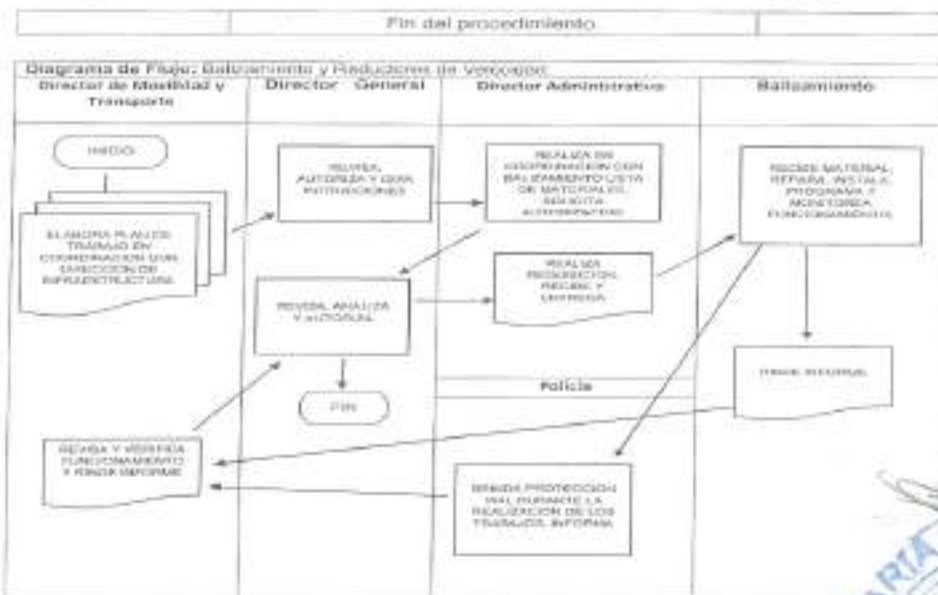 Fin del procedimiento
Diagrama de Flujo: Balizamiento y Reductores de Velocidad
Director de Movilidad y
Transporte
Director General
Director Administrativo
Balizamiento
INICIO
ELABORA PLAN DE
TRABAJO EN
COORDINACION CON
DIRECCION DE
INFRAESTRUCTURA
REVISA,
AUTORIZA Y GIRA
INSTRUCCIONES
REALIZA EN
COORDINACION CON
BALIZAMIENTO LISTA
DE MATERIALES,
SOLICITA
AUTORIZACION
RECIBE MATERIAL,
REPARA, INSTALA,
PROGRAMA Y
MONITOREA
FUNCIONAMIENTO
REVISA, ANALIZA
Y AUTORIZA
REALIZA
REQUISICION,
RECIBE Y
ENTREGA
FIN
Policía
RINDE INFORME
REVISA Y VERIFICA
FUNCIONAMIENTO
Y RINDE INFORME
BRINDA PROTECCION
VIAL DURANTE LA
REALIZACION DE LOS
TRABAJOS, INFORMA